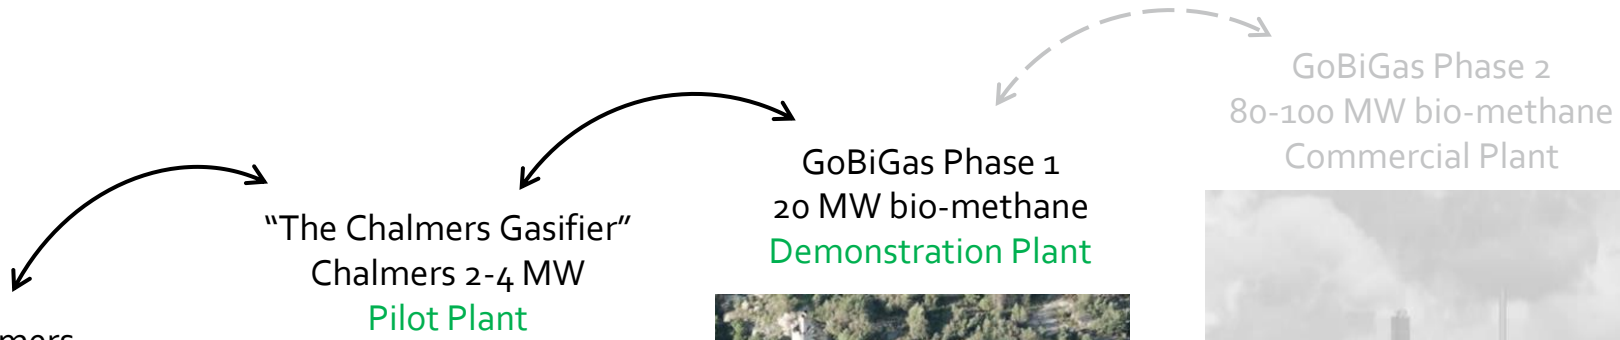 GoBiGas Phase 2
80-100 MW bio-methane
Commercial Plant
GoBiGas Phase 1
20 MW bio-methane
Demonstration Plant
“The Chalmers Gasifier”
Chalmers 2-4 MW
Pilot Plant